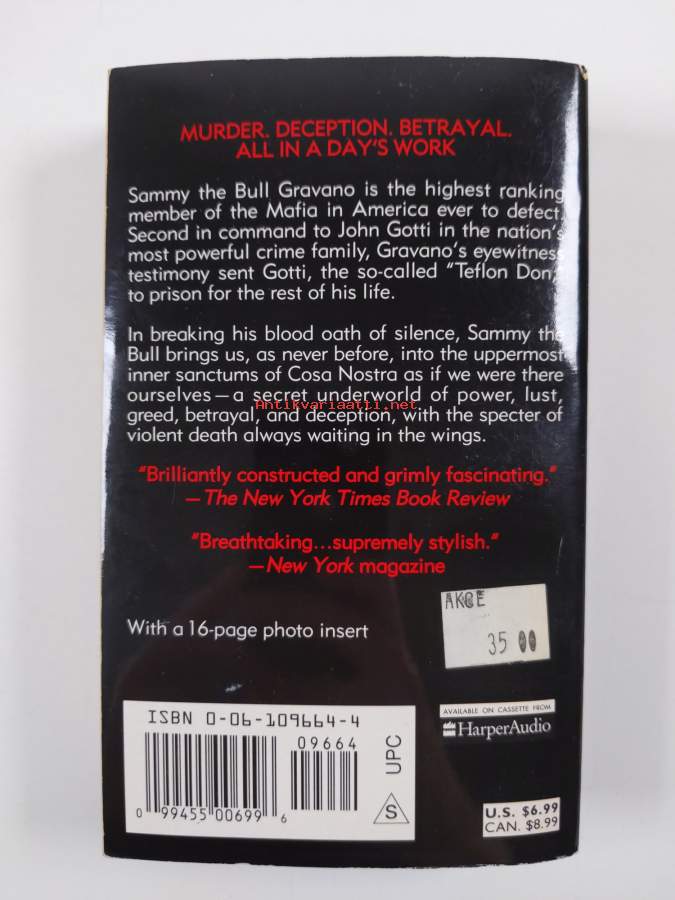 MURDER. DECEPTION. BETRAYAL.
ALL IN A DAY'S WORK
Sammy the Bull Gravano is the highest ranking
member of the Mafia in America ever to defect.
Second in command to John Gotti in the nation's
most powerful crime family, Gravano's eyewitness
testimony sent Gotti, the so-called "Teflon Don,"
to prison for the rest of his life.
In breaking his blood oath of silence, Sammy the
Bull brings us, as never before, into the uppermost
inner sanctums of Cosa Nostra as if we were there
ourselves—a secret underworld of power, lust,
Antikvariaatti.net
greed, betrayal, and deception, with the specter of
violent death always waiting in the wings.
"Brilliantly constructed and grimly fascinating."
—The New York Times Book Review
"Breathtaking...supremely stylish."
—New York magazine
AKCE
35 00
With a 16-page photo insert
ISBN 0-06-109664-4
09664
0 99455 00699 6
UPC
S
AVAILABLE ON CASSETTE FROM
HarperAudio
U.S. $6.99
CAN. $8.99